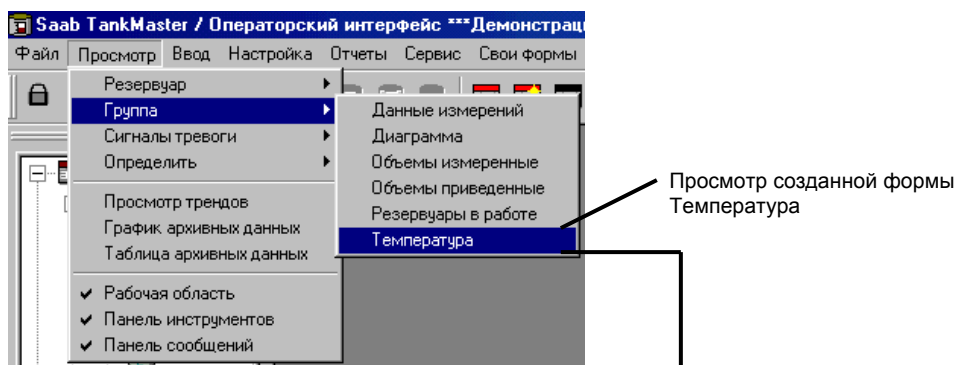 Saab TankMaster / Операторский интерфейс ***Демонстрац
Файл Просмотр Ввод Настройка Отчеты Сервис Свои формы
Резервуар
Группа
Сигналы тревоги
Определить
Просмотр трендов
График архивных данных
Таблица архивных данных
Рабочая область
Панель инструментов
Панель сообщений
Данные измерений
Диаграмма
Объемы измеренные
Объемы приведенные
Резервуары в работе
Температура
Просмотр созданной формы
Температура